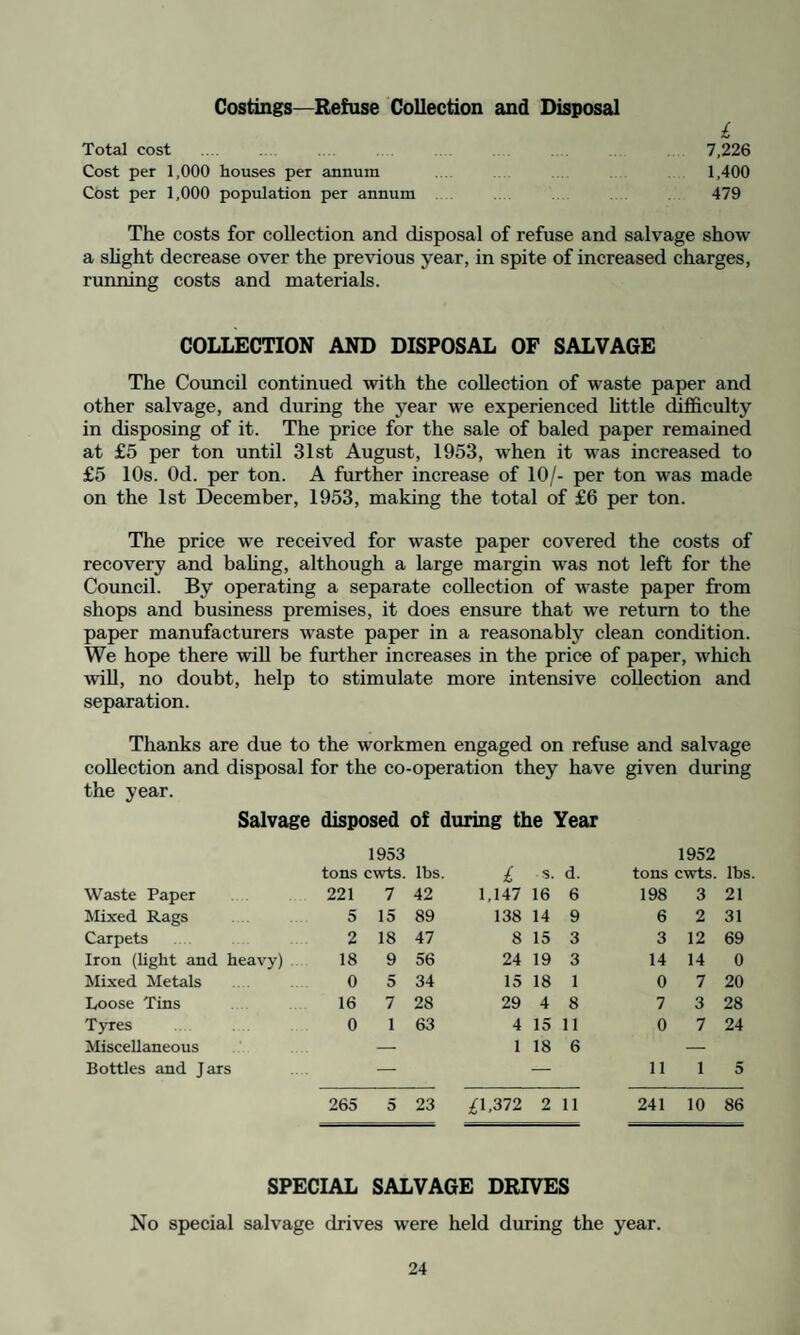 Costings—Refuse Collection and Disposal
£
Total cost .... .... .... .... .... .... .... .... .... 7,226
Cost per 1,000 houses per annum .... .... .... .... .... 1,400
Cost per 1,000 population per annum .... .... .... .... .... 479
The costs for collection and disposal of refuse and salvage show
a slight decrease over the previous year, in spite of increased charges,
running costs and materials.
COLLECTION AND DISPOSAL OF SALVAGE
The Council continued with the collection of waste paper and
other salvage, and during the year we experienced little difficulty
in disposing of it. The price for the sale of baled paper remained
at £5 per ton until 31st August, 1953, when it was increased to
£5 10s. 0d. per ton. A further increase of 10/- per ton was made
on the 1st December, 1953, making the total of £6 per ton.
The price we received for waste paper covered the costs of
recovery and baling, although a large margin was not left for the
Council. By operating a separate collection of waste paper from
shops and business premises, it does ensure that we return to the
paper manufacturers waste paper in a reasonably clean condition.
We hope there will be further increases in the price of paper, which
will, no doubt, help to stimulate more intensive collection and
separation.
Thanks are due to the workmen engaged on refuse and salvage
collection and disposal for the co-operation they have given during
the year.
Salvage disposed of during the Year
1953 1952
tons cwts. lbs. £ s. d. tons cwts. lbs.
Waste Paper .... .... 221 7 42 1,147 16 6 198 3 21
Mixed Rags .... .... 5 15 89 138 14 9 6 2 31
Carpets .... .... .... 2 18 47 8 15 3 3 12 69
Iron (light and heavy) .... 18 9 56 24 19 3 14 14 0
Mixed Metals .... .... 0 5 34 15 18 1 0 7 20
Loose Tins .... .... 16 7 28 29 4 8 7 3 28
Tyres .... .... .... 0 1 63 4 15 11 0 7 24
Miscellaneous .... .... — 1 18 6 —
Bottles and Jars .... — — 11 1 5
265 5 23 £1,372 2 11 241 10 86
SPECIAL SALVAGE DRIVES
No special salvage drives were held during the year.
24